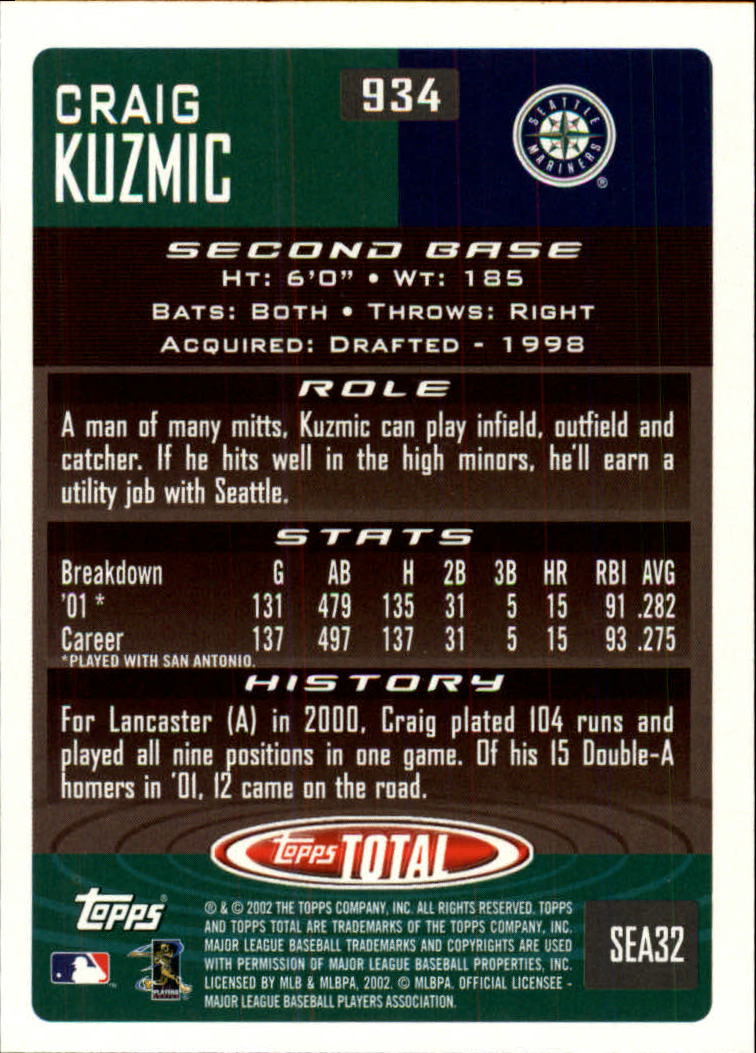 CRAIG
KUZMIC
934
SEATTLE
MARINERS
®
SECOND BASE
HT: 6'0" • WT: 185
BATS: BOTH • THROWS: RIGHT
ACQUIRED: DRAFTED - 1998
ROLE
A man of many mitts, Kuzmic can play infield, outfield and
catcher. If he hits well in the high minors, he'll earn a
utility job with Seattle.
STATS
Breakdown G AB H 2B 3B HR RBI AVG
'01 * 131 479 135 31 5 15 91 .282
Career 137 497 137 31 5 15 93 .275
*PLAYED WITH SAN ANTONIO.
HISTORY
For Lancaster (A) in 2000, Craig plated 104 runs and
played all nine positions in one game. Of his 15 Double-A
homers in '01, 12 came on the road.
topps TOTAL
topps
® & © 2002 THE TOPPS COMPANY, INC. ALL RIGHTS RESERVED. TOPPS
AND TOPPS TOTAL ARE TRADEMARKS OF THE TOPPS COMPANY, INC.
MAJOR LEAGUE BASEBALL TRADEMARKS AND COPYRIGHTS ARE USED
WITH PERMISSION OF MAJOR LEAGUE BASEBALL PROPERTIES, INC.
LICENSED BY MLB & MLBPA, 2002. © MLBPA. OFFICIAL LICENSEE -
MAJOR LEAGUE BASEBALL PLAYERS ASSOCIATION.
SEA32